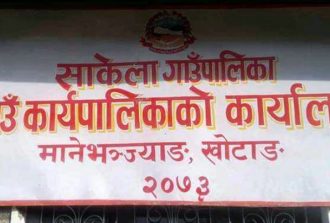 साकेला गाउँपालिका
उँ कार्यपालिकाको कार्याल
मानेभञ्ज्याङ, खोटाङ
२०७३